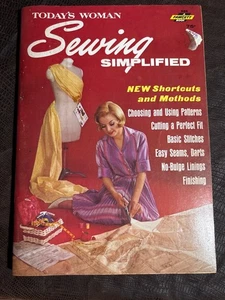 TODAY'S WOMAN
Sewing
SIMPLIFIED
NEW Shortcuts
and Methods
Choosing and Using Patterns
Cutting a Perfect Fit
Basic Stitches
Easy Seams, Darts
No-Bulge Linings
Finishing